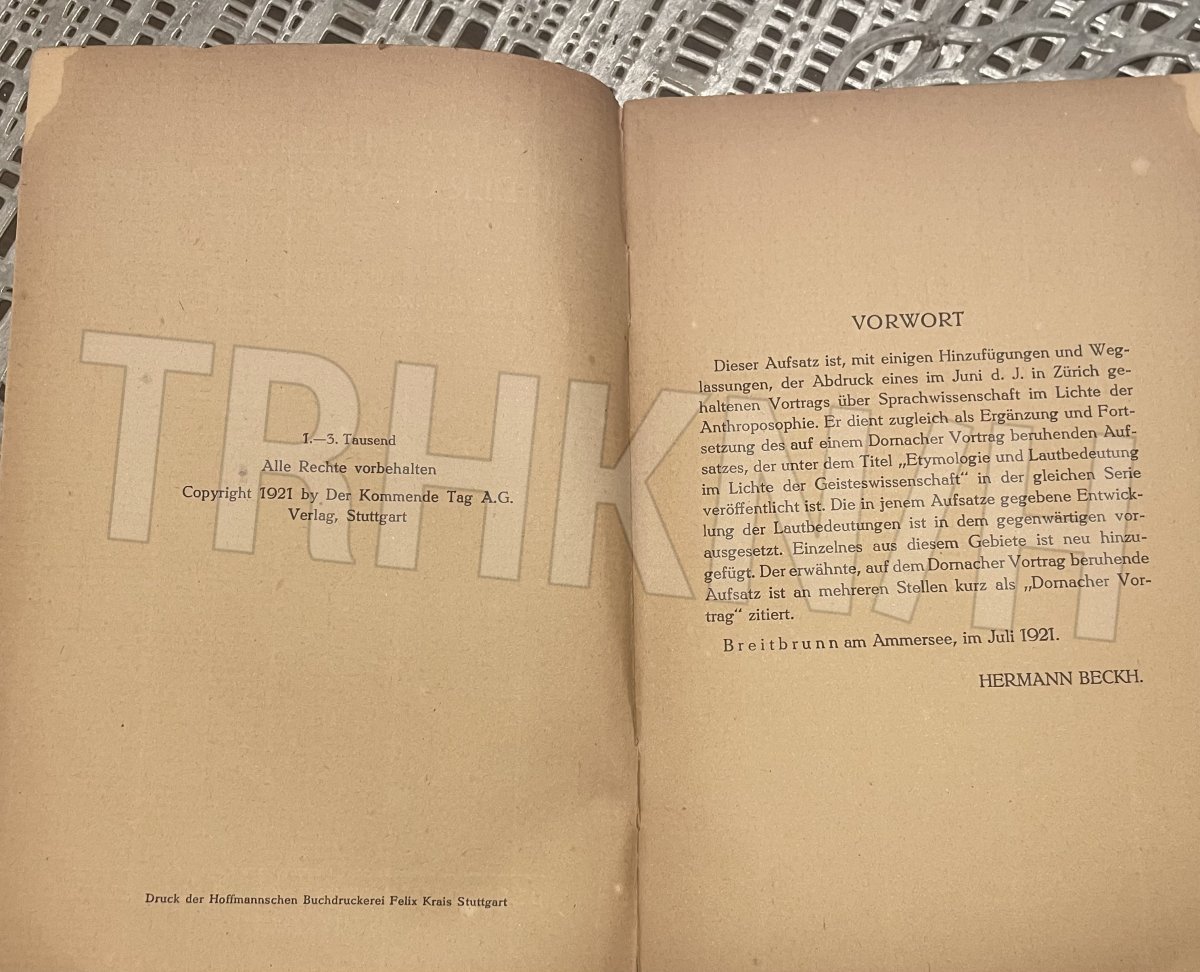 1.—3. Tausend
Alle Rechte vorbehalten
Copyright 1921 by Der Kommende Tag A.G.
Verlag, Stuttgart
Druck der Hoffmannschen Buchdruckerei Felix Krais Stuttgart
VORWORT
Dieser Aufsatz ist, mit einigen Hinzufügungen und Weg-
lassungen, der Abdruck eines im Juni d. J. in Zürich ge-
haltenen Vortrags über Sprachwissenschaft im Lichte der
Anthroposophie. Er dient zugleich als Ergänzung und Fort-
setzung des auf einem Dornacher Vortrag beruhenden Auf-
satzes, der unter dem Titel „Etymologie und Lautbedeutung
im Lichte der Geisteswissenschaft“ in der gleichen Serie
veröffentlicht ist. Die in jenem Aufsatze gegebene Entwick-
lung der Lautbedeutungen ist in dem gegenwärtigen vor-
ausgesetzt. Einzelnes aus diesem Gebiete ist neu hinzu-
gefügt. Der erwähnte, auf dem Dornacher Vortrag beruhende
Aufsatz ist an mehreren Stellen kurz als „Dornacher Vor-
trag“ zitiert.
Breitbrunn am Ammersee, im Juli 1921.
HERMANN BECKH.
TRHKN/H